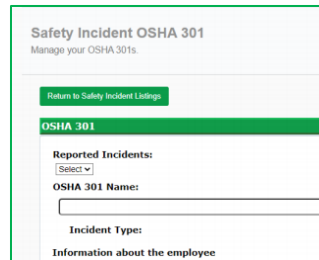 Safety Incident OSHA 301
Manage your OSHA 301s.
Return to Safety Incident Listings
OSHA 301
Reported Incidents:
Select
OSHA 301 Name:
Incident Type:
Information about the employee